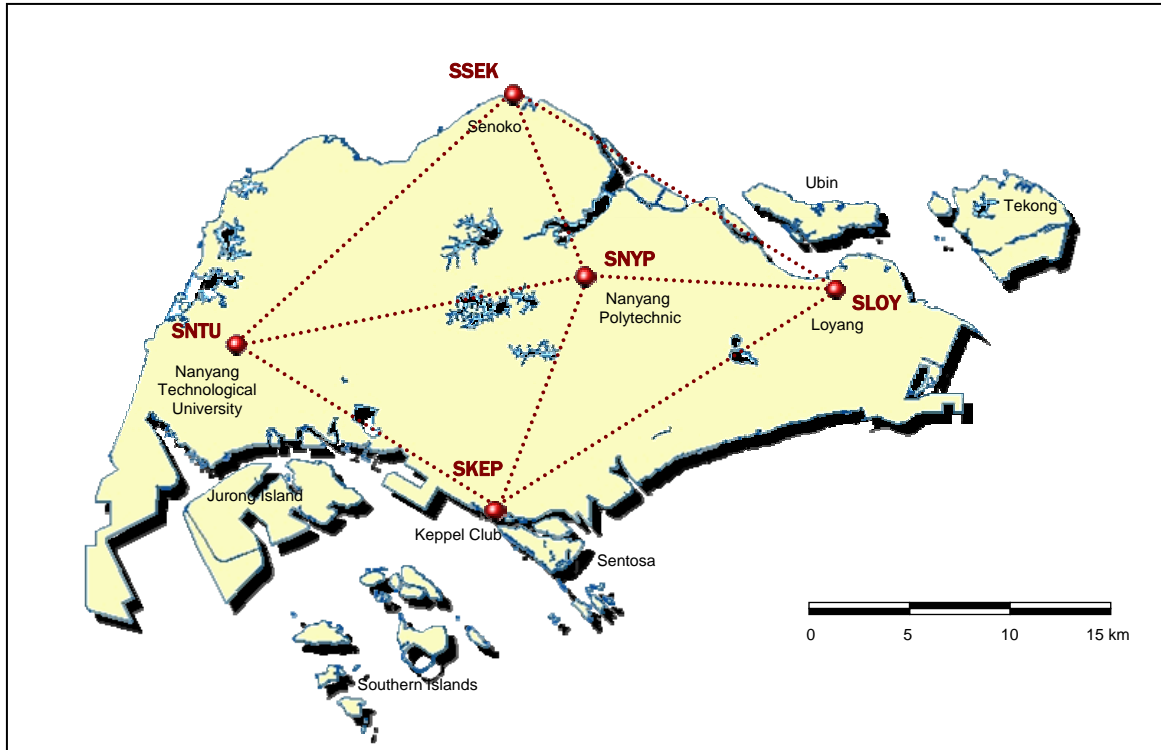 SSEK
Senoko
Ubin
Tekong
SNYP
Nanyang
Polytechnic
SLOY
Loyang
SNTU
Nanyang
Technological
University
SKEP
Jurong Island
Keppel Club
Sentosa
0 5 10 15 km
Southern Islands